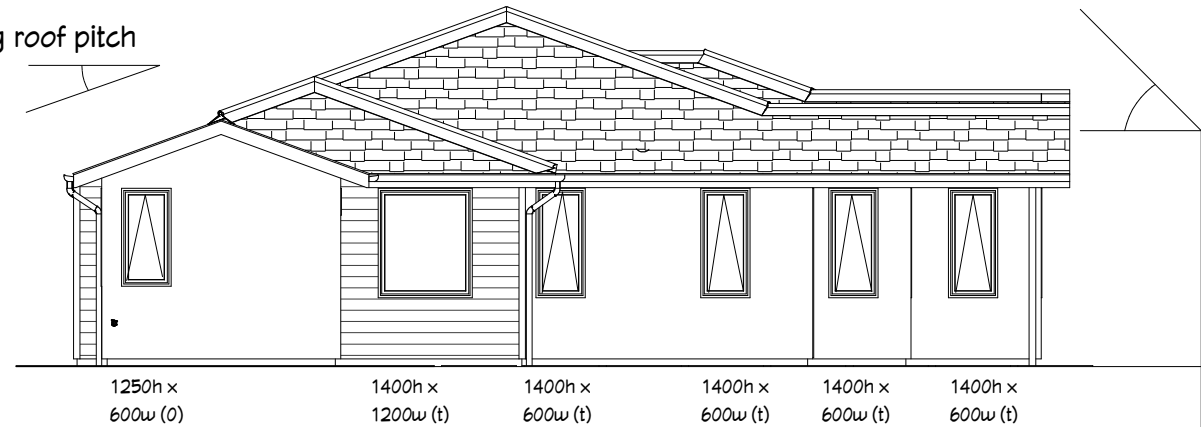 g roof pitch
1250h x
600w (0)
1400h x
1200w (t)
1400h x
600w (t)
1400h x
600w (t)
1400h x
600w (t)
1400h x
600w (t)